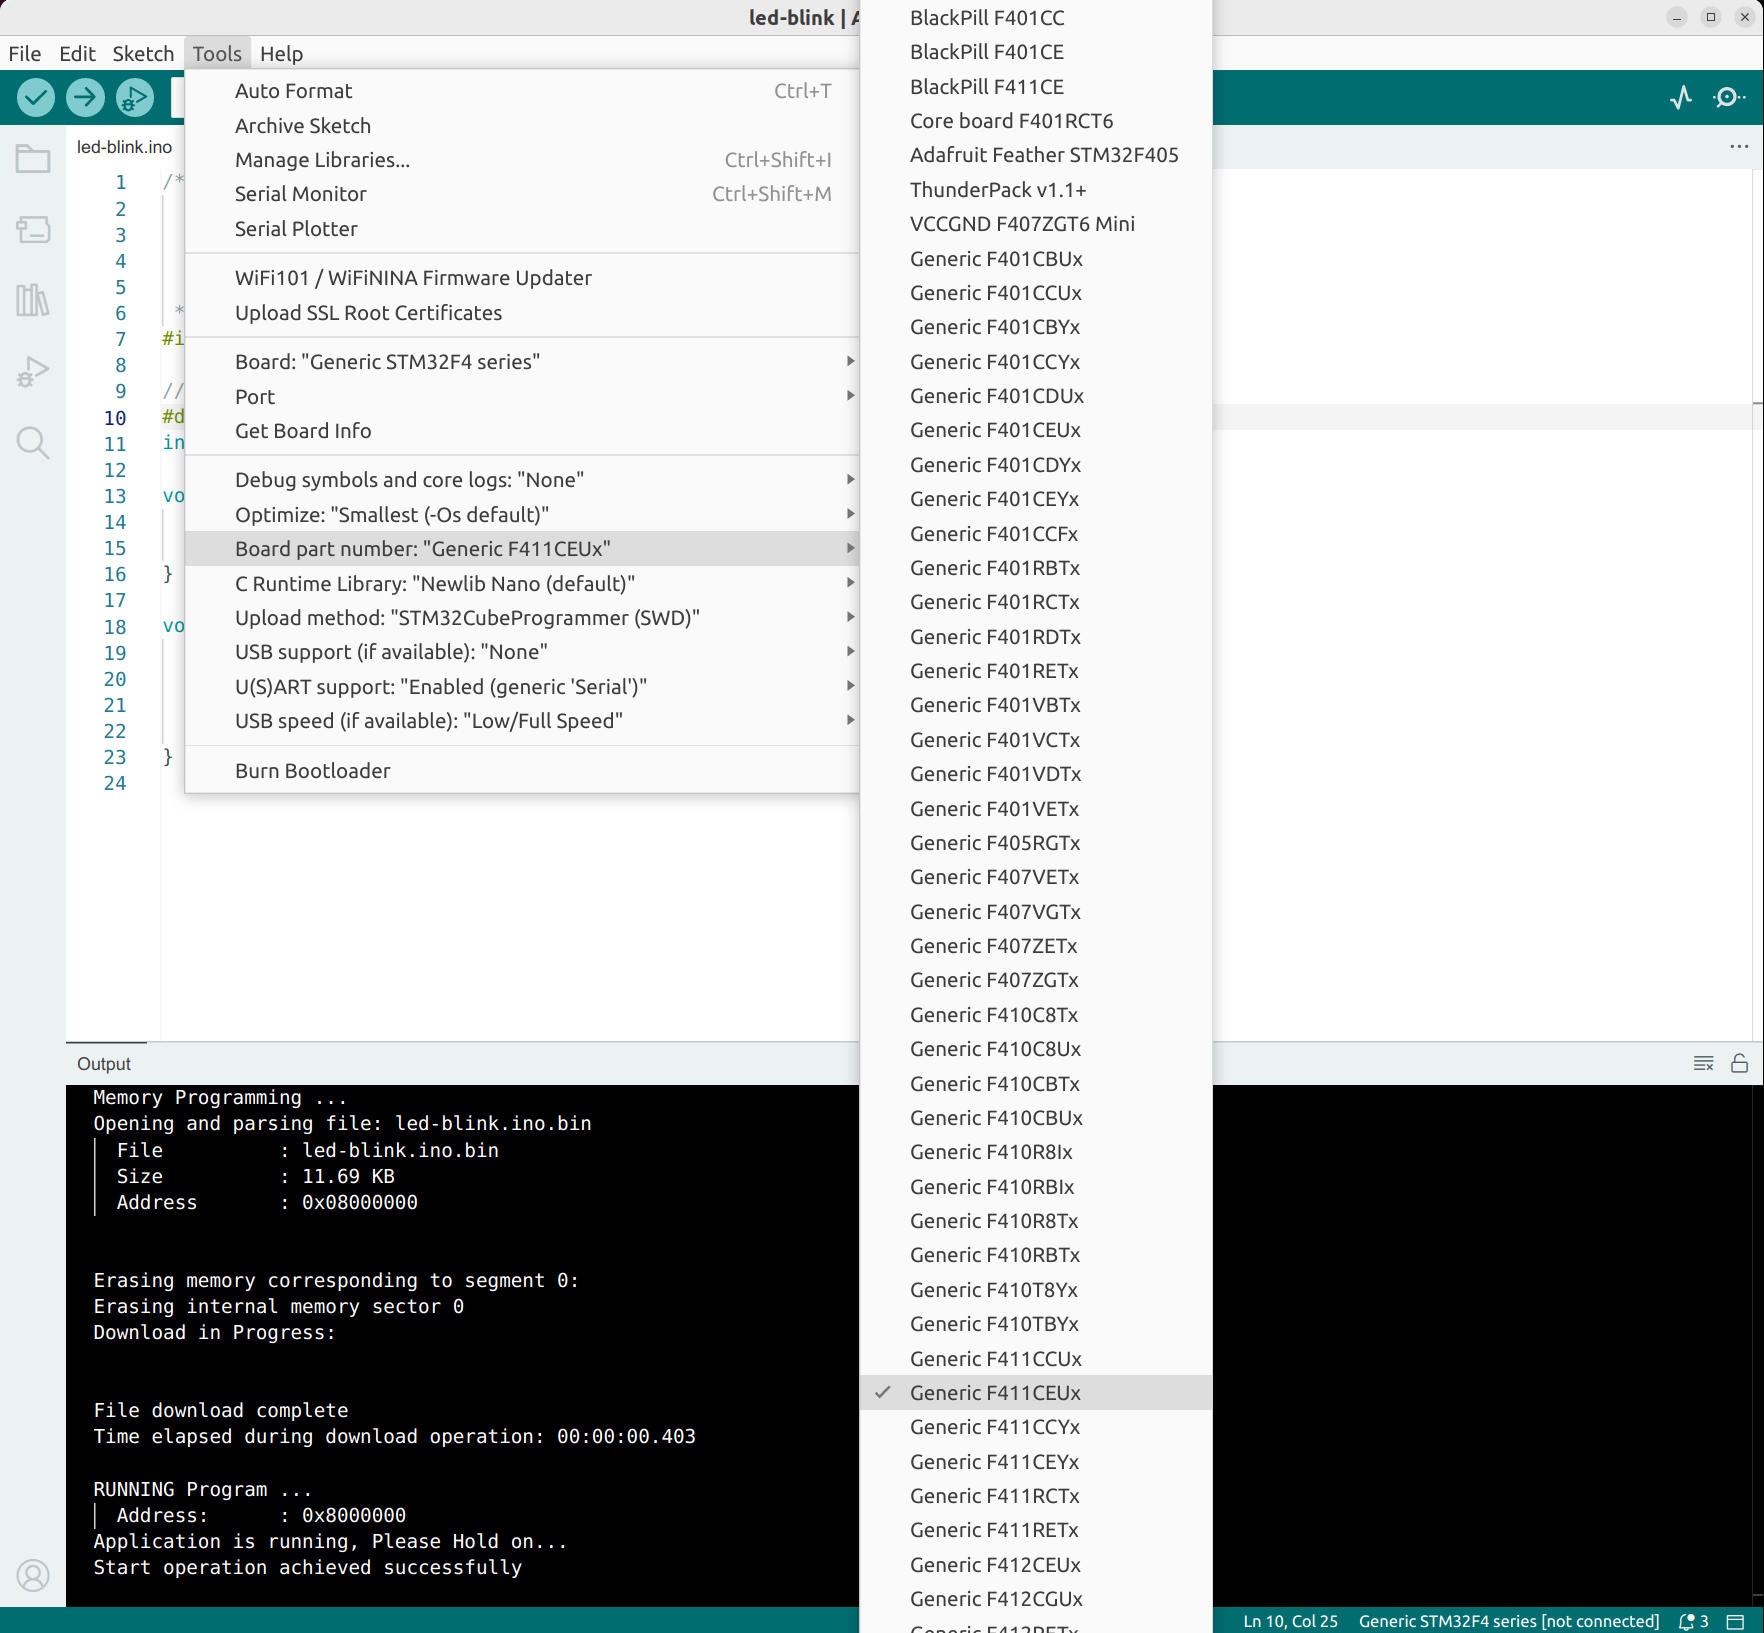 led-blink | A
File Edit Sketch Tools Help
led-blink.ino
1 /*
2
3
4
5
6 *
7 #i
8
9 //
10 #d
11 in
12
13 vo
14
15
16 }
17
18 vo
19
20
21
22
23 }
24
Auto Format Ctrl+T
Archive Sketch
Manage Libraries... Ctrl+Shift+I
Serial Monitor Ctrl+Shift+M
Serial Plotter
WiFi101 / WiFiNINA Firmware Updater
Upload SSL Root Certificates
Board: "Generic STM32F4 series"
Port
Get Board Info
Debug symbols and core logs: "None"
Optimize: "Smallest (-Os default)"
Board part number: "Generic F411CEUx"
C Runtime Library: "Newlib Nano (default)"
Upload method: "STM32CubeProgrammer (SWD)"
USB support (if available): "None"
U(S)ART support: "Enabled (generic 'Serial')"
USB speed (if available): "Low/Full Speed"
Burn Bootloader
BlackPill F401CC
BlackPill F401CE
BlackPill F411CE
Core board F401RCT6
Adafruit Feather STM32F405
ThunderPack v1.1+
VCCGND F407ZGT6 Mini
Generic F401CBUx
Generic F401CCUx
Generic F401CBYx
Generic F401CCYx
Generic F401CDUx
Generic F401CEUx
Generic F401CDYx
Generic F401CEYx
Generic F401CCFx
Generic F401RBTx
Generic F401RCTx
Generic F401RDTx
Generic F401RETx
Generic F401VBTx
Generic F401VCTx
Generic F401VDTx
Generic F401VETx
Generic F405RGTx
Generic F407VETx
Generic F407VGTx
Generic F407ZETx
Generic F407ZGTx
Generic F410C8Tx
Generic F410C8Ux
Generic F410CBTx
Generic F410CBUx
Generic F410R8Ix
Generic F410RBIx
Generic F410R8Tx
Generic F410RBTx
Generic F410T8Yx
Generic F410TBYx
Generic F411CCUx
Generic F411CEUx
Generic F411CCYx
Generic F411CEYx
Generic F411RCTx
Generic F411RETx
Generic F412CEUx
Generic F412CGUx
Generic F412RETx
Output
Memory Programming ...
Opening and parsing file: led-blink.ino.bin
File : led-blink.ino.bin
Size : 11.69 KB
Address : 0x08000000
Erasing memory corresponding to segment 0:
Erasing internal memory sector 0
Download in Progress:
File download complete
Time elapsed during download operation: 00:00:00.403
RUNNING Program ...
Address: : 0x8000000
Application is running, Please Hold on...
Start operation achieved successfully
Ln 10, Col 25 Generic STM32F4 series [not connected] 3